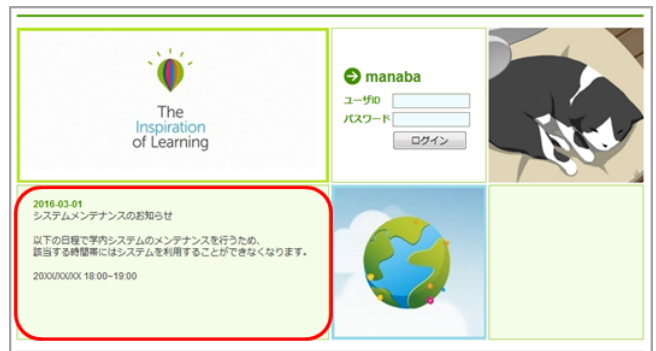 The
Inspiration
of Learning
manaba
ユーザID
パスワード
ログイン
2016-03-01
システムメンテナンスのお知らせ
以下の日程で学内システムのメンテナンスを行うため、
該当する時間帯にはシステムを利用することができなくなります。
20XX/XX/XX 18:00~19:00